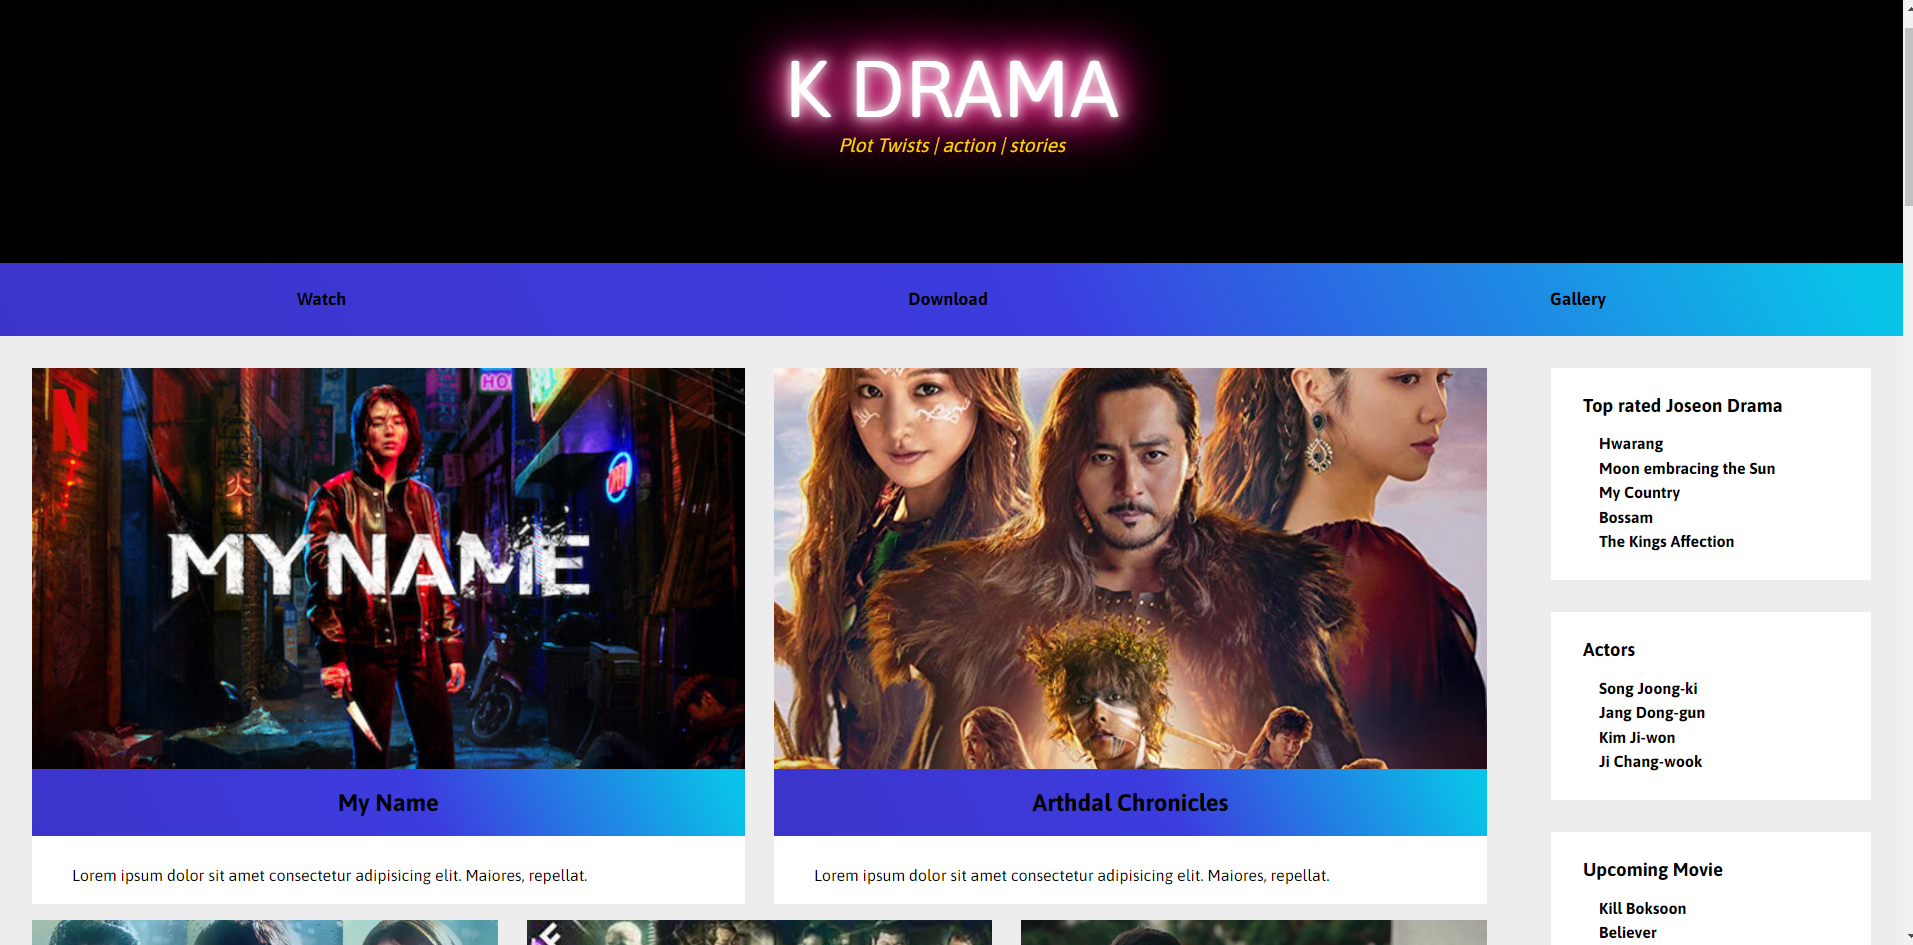 K DRAMA
Plot Twists | action | stories
Watch
Download
Gallery
N
HO
MY NAME
My Name
Lorem ipsum dolor sit amet consectetur adipisicing elit. Maiores, repellat.
Arthdal Chronicles
Lorem ipsum dolor sit amet consectetur adipisicing elit. Maiores, repellat.
Top rated Joseon Drama
Hwarang
Moon embracing the Sun
My Country
Bossam
The Kings Affection
Actors
Song Joong-ki
Jang Dong-gun
Kim Ji-won
Ji Chang-wook
Upcoming Movie
Kill Boksoon
Believer